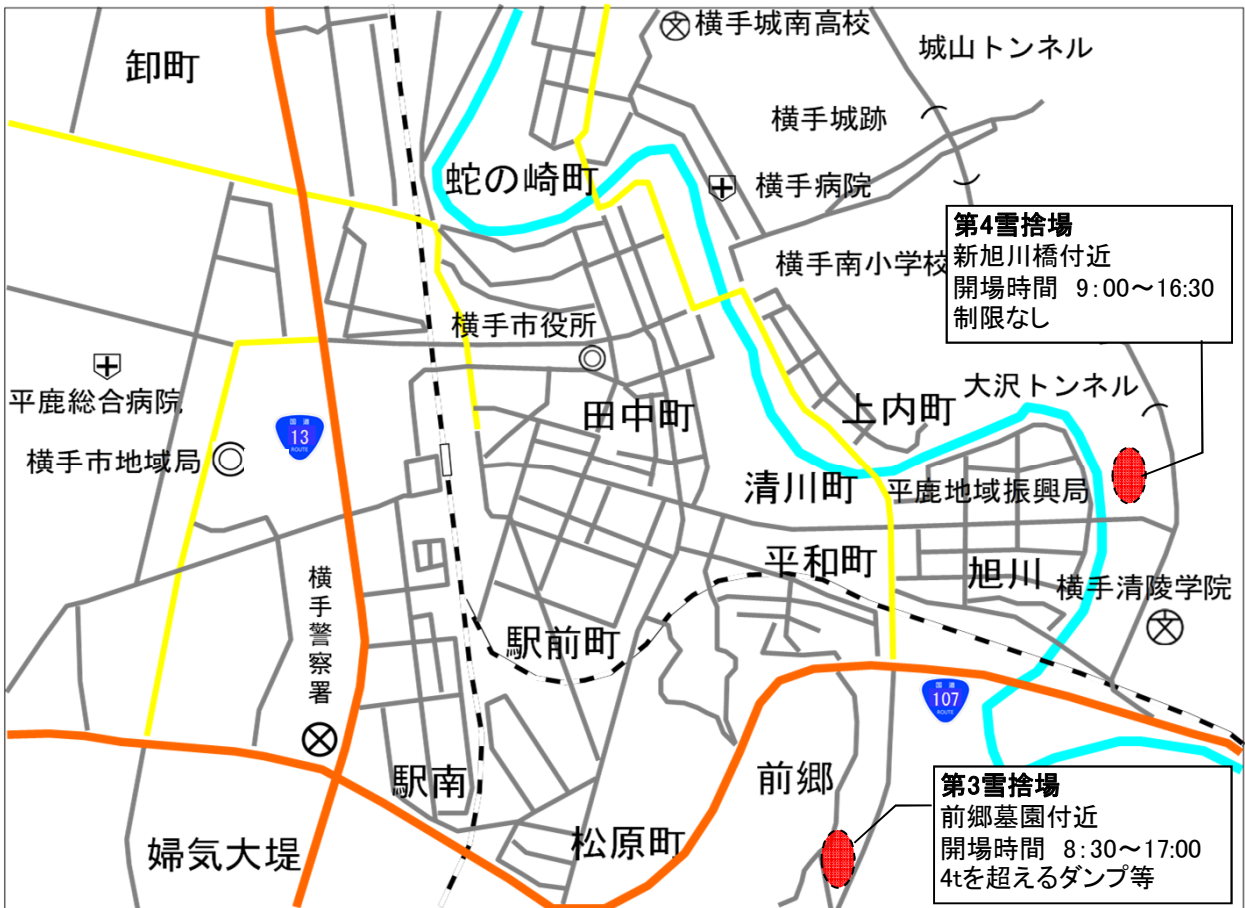 横手城南高校
城山トンネル
卸町
横手城跡
蛇の崎町
横手病院
第4雪捨場
新旭川橋付近
開場時間 9:00～16:30
制限なし
横手南小学校
横手市役所
平鹿総合病院
大沢トンネル
田中町
上内町
国道
13
ROUTE
横手市地域局
清川町
平鹿地域振興局
平和町
旭川
横手清陵学院
横手警察署
駅前町
国道
107
ROUTE
駅南
前郷
第3雪捨場
前郷墓園付近
開場時間 8:30～17:00
4tを超えるダンプ等
松原町
婦気大堤